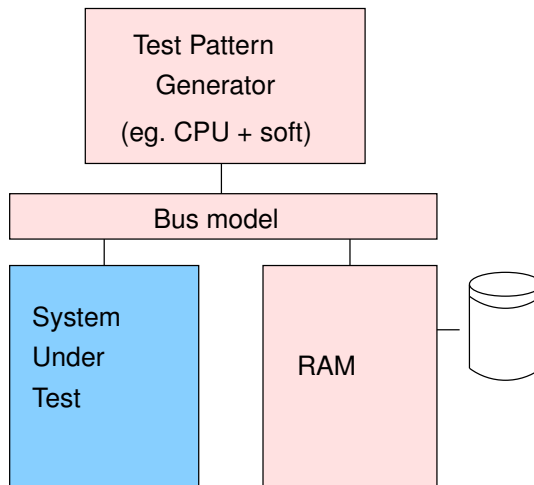 Test Pattern
Generator
(eg. CPU + soft)
Bus model
System
Under
Test
RAM